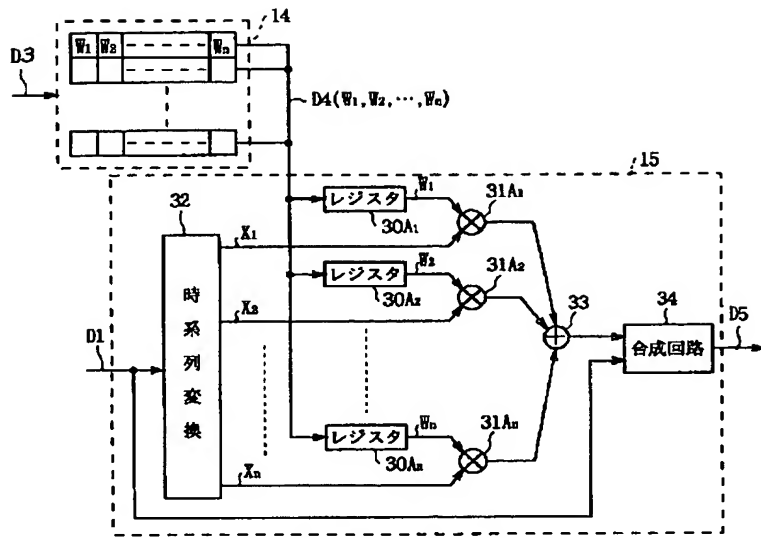 14
W₁ W₂ Wₙ
D3
D4(W₁,W₂,…,Wₙ)
15
32
レジスタ
W₁
31A₁
30A₁
X₁
レジスタ
W₂
31A₂
30A₂
X₂
33
34
時系列変換
D1
合成回路
D5
レジスタ
Wₙ
31Aₙ
30Aₙ
Xₙ